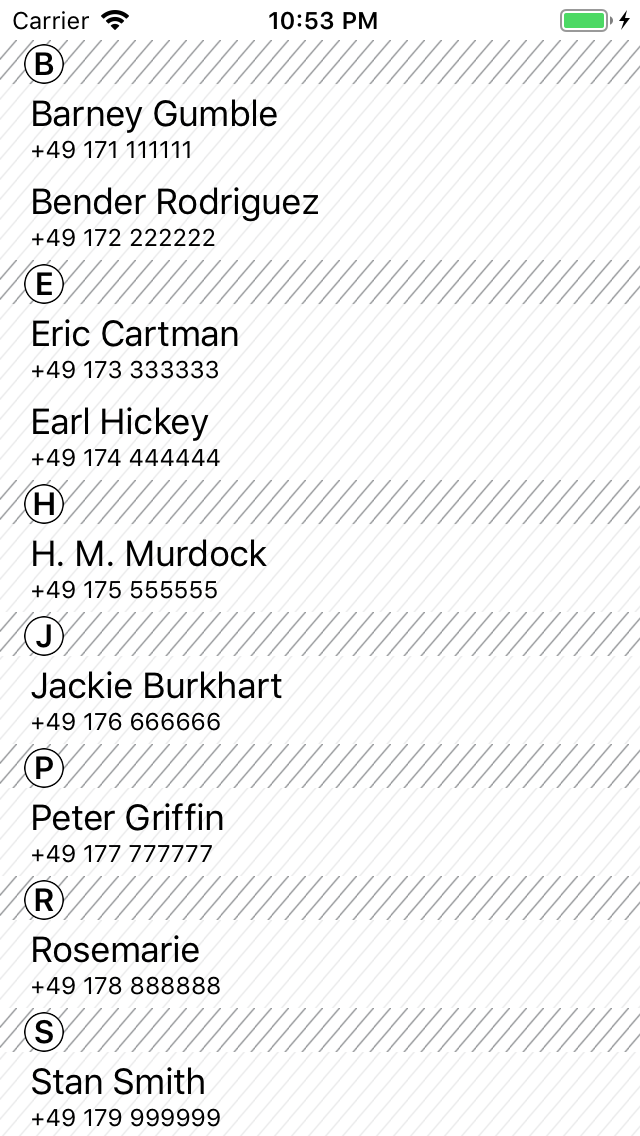 Carrier 10:53 PM
B
Barney Gumble
+49 171 111111
Bender Rodriguez
+49 172 222222
E
Eric Cartman
+49 173 333333
Earl Hickey
+49 174 444444
H
H. M. Murdock
+49 175 555555
J
Jackie Burkhart
+49 176 666666
P
Peter Griffin
+49 177 777777
R
Rosemarie
+49 178 888888
S
Stan Smith
+49 179 999999